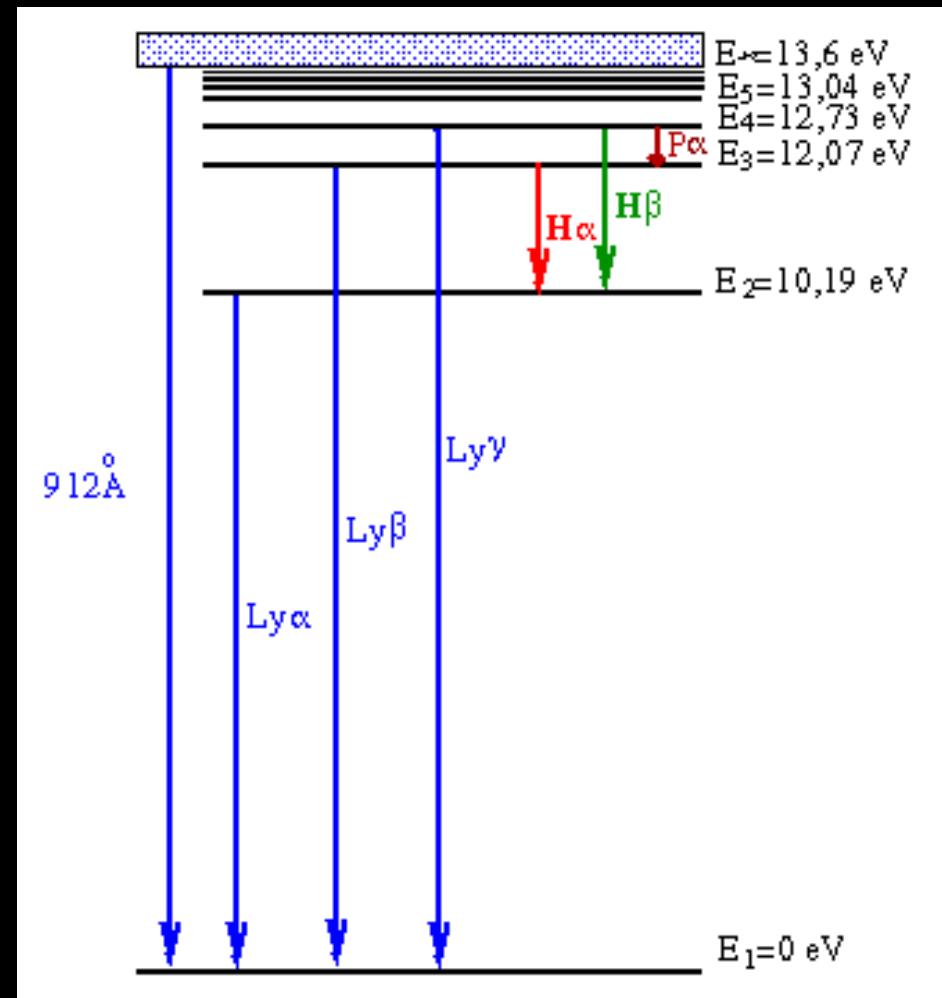 E∞=13,6 eV
E5=13,04 eV
E4=12,73 eV
Pα
E3=12,07 eV
Hβ
Hα
E2=10,19 eV
Lyγ
912Å
Lyβ
Lyα
E1=0 eV